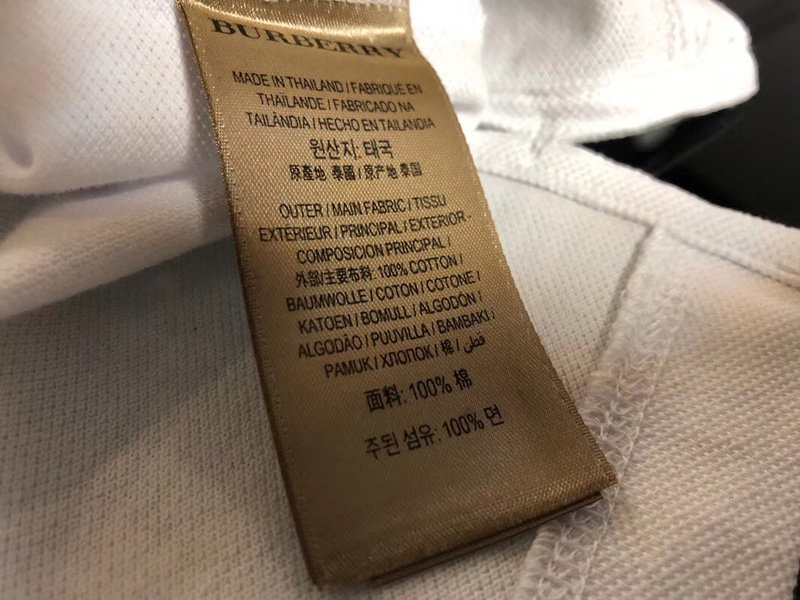 BURBERRY
MADE IN THAILAND / FABRIQUE EN
THAÏLANDE / FABRICADO NA
TAILÂNDIA / HECHO EN TAILANDIA
원산지: 태국
原産地 泰國 / 原产地 泰国
OUTER / MAIN FABRIC / TISSU
EXTERIEUR / PRINCIPAL / EXTERIOR -
COMPOSICION PRINCIPAL /
外部/主要布料: 100% COTTON /
BAUMWOLLE / COTON / COTONE /
KATOEN / BOMULL / ALGODÓN /
ALGODÃO / PUUVILLA / BAMBAKI /
PAMUK / ХЛОПОК / 棉 / قطن /
面料: 100% 棉
주된 섬유: 100% 면